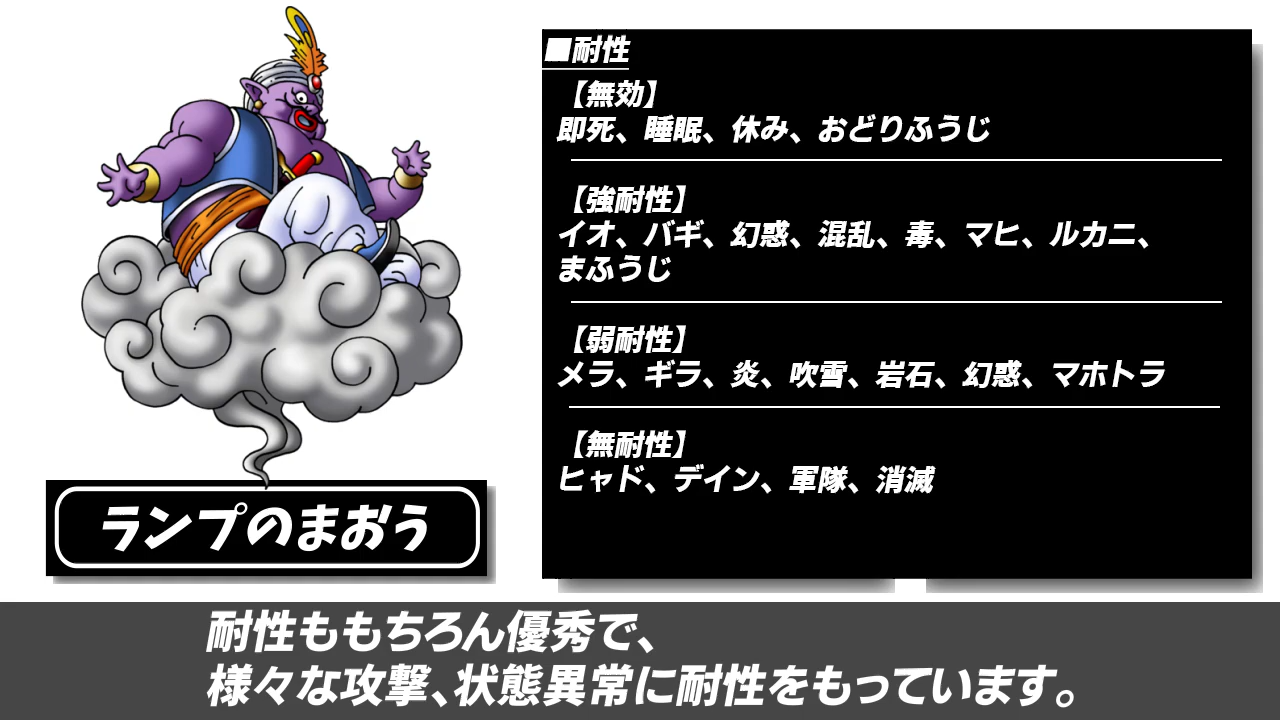 ■耐性
【無効】
即死、睡眠、休み、おどりふうじ
【強耐性】
イオ、バギ、幻惑、混乱、毒、マヒ、ルカニ、
まふうじ
【弱耐性】
メラ、ギラ、炎、吹雪、岩石、幻惑、マホトラ
【無耐性】
ヒャド、デイン、軍隊、消滅
ランプのまおう
耐性ももちろん優秀で、
様々な攻撃、状態異常に耐性をもっています。